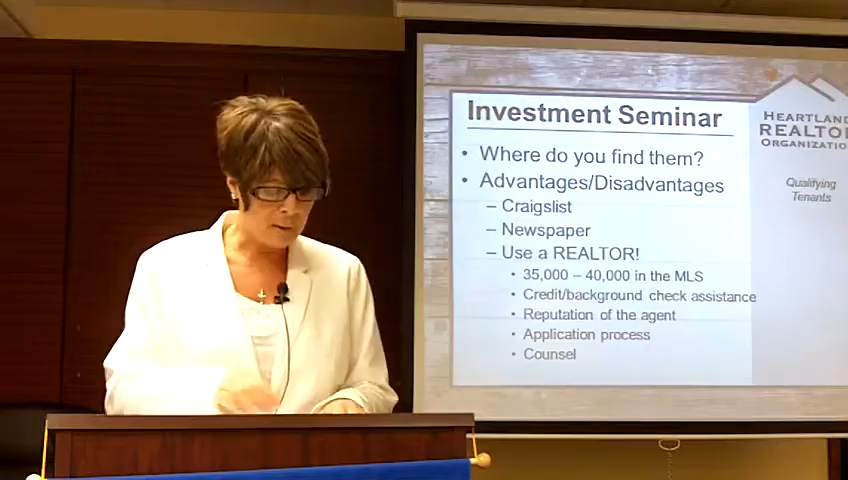 Investment Seminar
• Where do you find them?
• Advantages/Disadvantages
– Craigslist
– Newspaper
– Use a REALTOR!
• 35,000 – 40,000 in the MLS
• Credit/background check assistance
• Reputation of the agent
• Application process
• Counsel
HEARTLAND
REALTOR
ORGANIZATION
Qualifying
Tenants